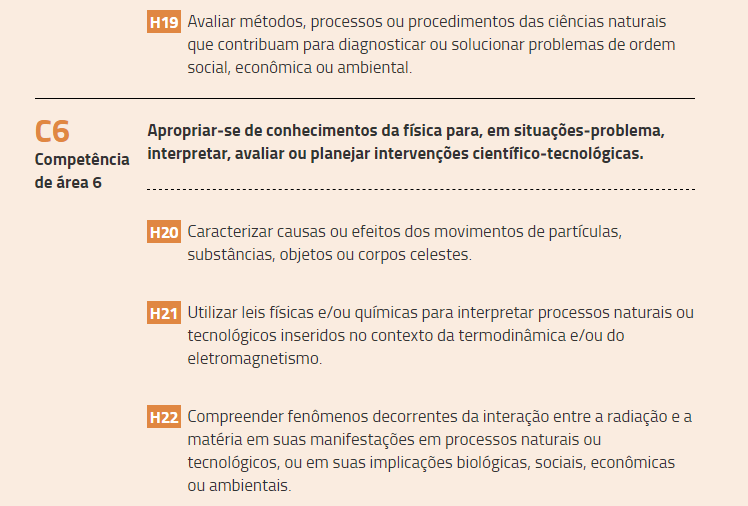 H19 Avaliar métodos, processos ou procedimentos das ciências naturais
que contribuam para diagnosticar ou solucionar problemas de ordem
social, econômica ou ambiental.
C6
Competência
de área 6
Apropriar-se de conhecimentos da física para, em situações-problema,
interpretar, avaliar ou planejar intervenções científico-tecnológicas.
H20 Caracterizar causas ou efeitos dos movimentos de partículas,
substâncias, objetos ou corpos celestes.
H21 Utilizar leis físicas e/ou químicas para interpretar processos naturais ou
tecnológicos inseridos no contexto da termodinâmica e/ou do
eletromagnetismo.
H22 Compreender fenômenos decorrentes da interação entre a radiação e a
matéria em suas manifestações em processos naturais ou
tecnológicos, ou em suas implicações biológicas, sociais, econômicas
ou ambientais.